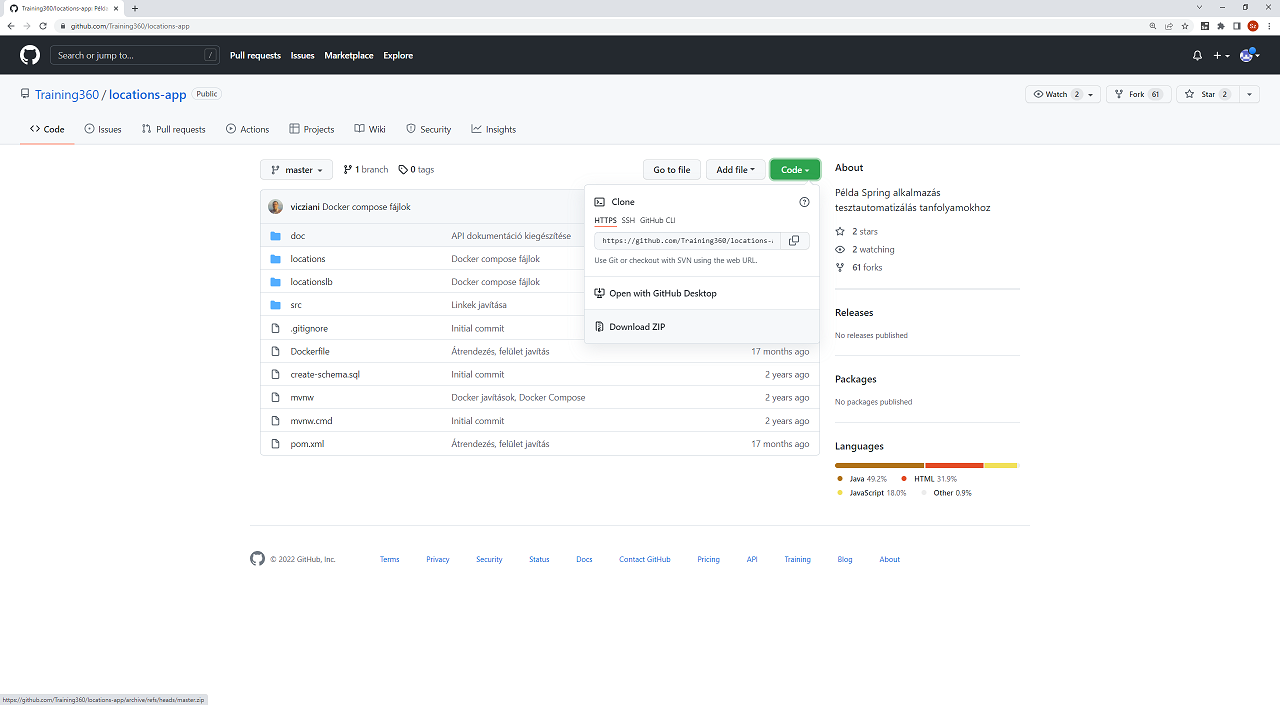 Training360/locations-app: Péld
github.com/Training360/locations-app
Sz
Search or jump to...
/
Pull requests
Issues
Marketplace
Explore
Training360 / locations-app
Public
Watch 2
Fork 61
Star 2
Code
Issues
Pull requests
Actions
Projects
Wiki
Security
Insights
master
1 branch
0 tags
Go to file
Add file
Code
vicziani Docker compose fájlok
doc
API dokumentáció kiegészítése
locations
Docker compose fájlok
locationslb
Docker compose fájlok
src
Linkek javítása
.gitignore
Initial commit
Dockerfile
Átrendezés, felület javítás
17 months ago
create-schema.sql
Initial commit
2 years ago
mvnw
Docker javítások, Docker Compose
2 years ago
mvnw.cmd
Initial commit
2 years ago
pom.xml
Átrendezés, felület javítás
17 months ago
Clone
HTTPS
SSH
GitHub CLI
https://github.com/Training360/locations-a
Use Git or checkout with SVN using the web URL.
Open with GitHub Desktop
Download ZIP
About
Példa Spring alkalmazás
tesztautomatizálás tanfolyamokhoz
2 stars
2 watching
61 forks
Releases
No releases published
Packages
No packages published
Languages
Java 49.2%
HTML 31.9%
JavaScript 18.0%
Other 0.9%
© 2022 GitHub, Inc.
Terms
Privacy
Security
Status
Docs
Contact GitHub
Pricing
API
Training
Blog
About
https://github.com/Training360/locations-app/archive/refs/heads/master.zip